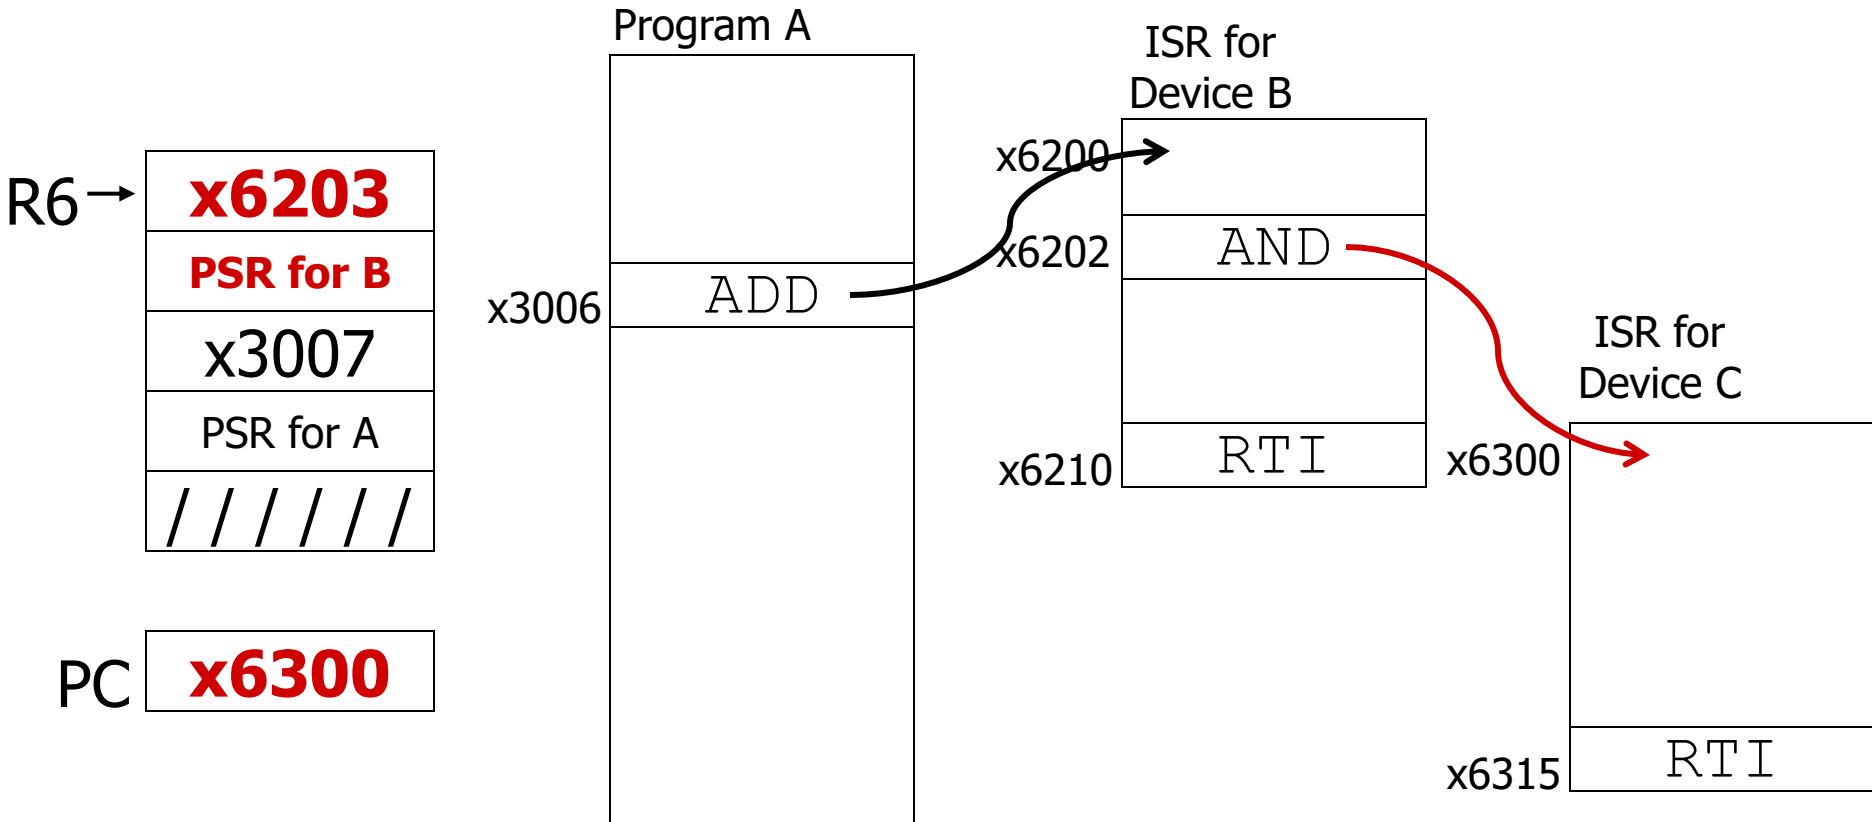 Program A
ISR for
Device B
R6
x6203
PSR for B
x3007
PSR for A
//////
PC
x6300
x3006
ADD
x6200
x6202
AND
x6210
RTI
ISR for
Device C
x6300
x6315
RTI